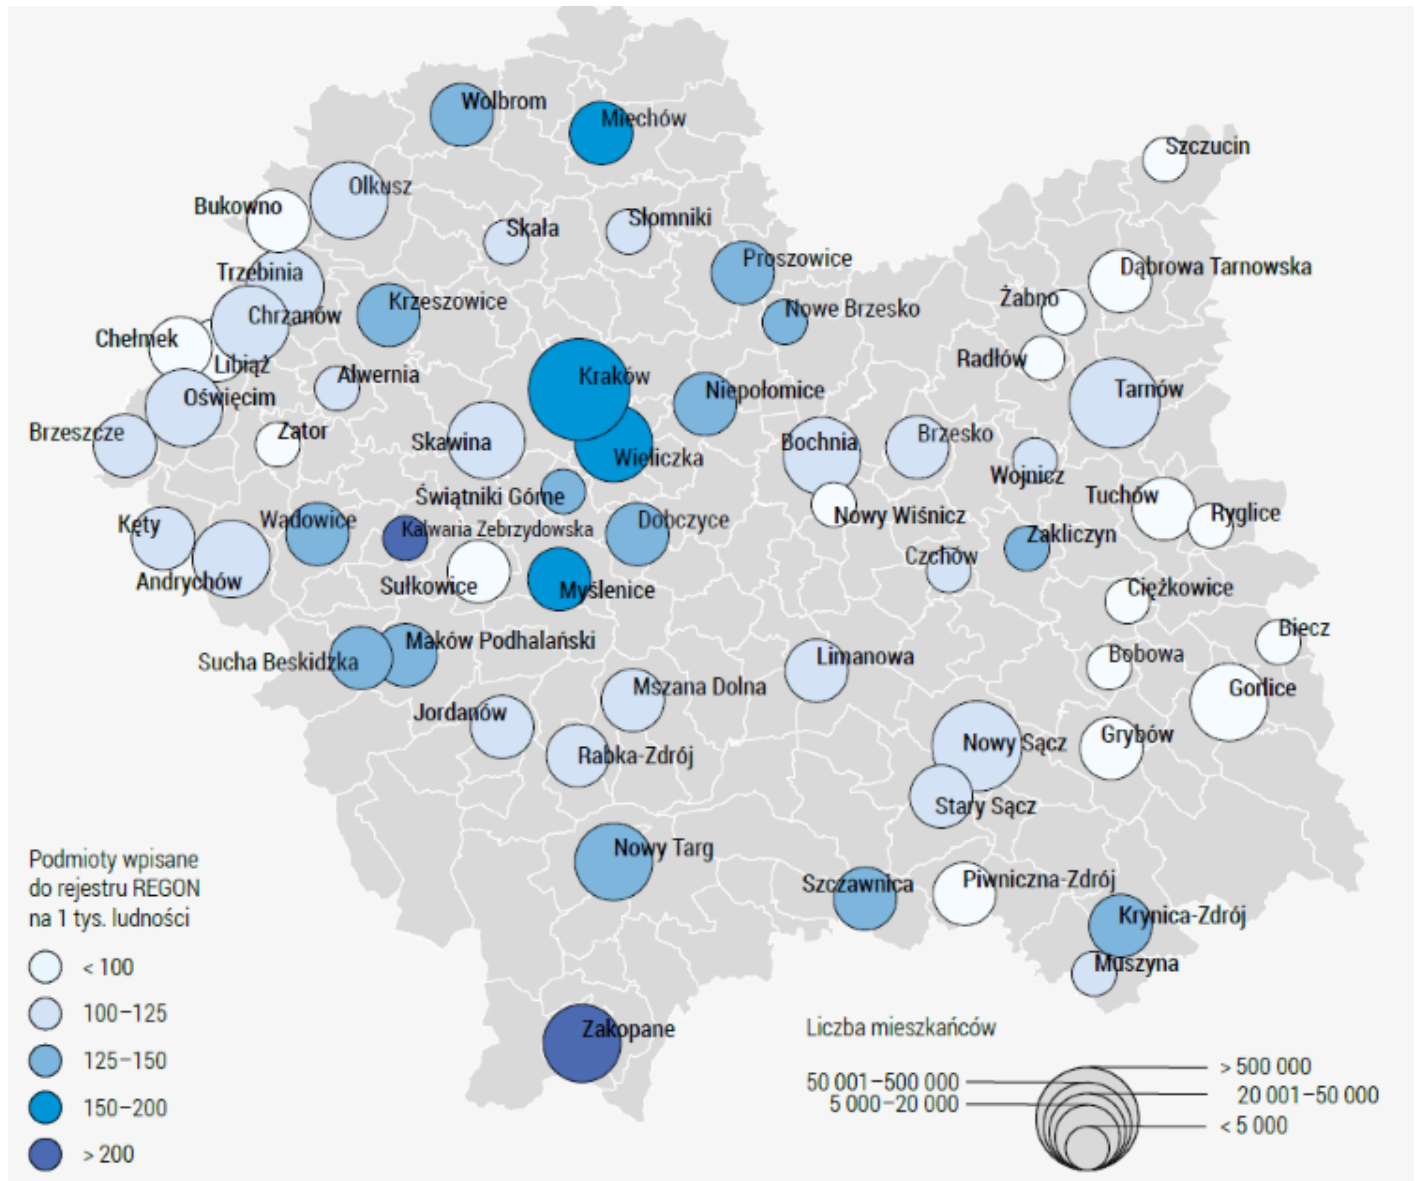 Wolbrom
Miechów
Szczucin
Olkusz
Bukowno
Skała
Słomniki
Proszowice
Dąbrowa Tarnowska
Trzebinia
Krzeszowice
Nowe Brzesko
Żabno
Chrzanów
Chełmek
Libiąż
Radłów
Alwernia
Kraków
Niepołomice
Tarnów
Oświęcim
Brzeszcze
Zator
Skawina
Wieliczka
Bochnia
Brzesko
Wojnicz
Świątniki Górne
Tuchów
Ryglice
Kęty
Wadowice
Kalwaria Zebrzydowska
Dobczyce
Nowy Wiśnicz
Zakliczyn
Czchów
Andrychów
Sułkowice
Myślenice
Ciężkowice
Biecz
Maków Podhalański
Sucha Beskidzka
Limanowa
Bobowa
Gorlice
Mszana Dolna
Jordanów
Rabka-Zdrój
Nowy Sącz
Grybów
Stary Sącz
Nowy Targ
Szczawnica
Piwniczna-Zdrój
Krynica-Zdrój
Muszyna
Zakopane
Podmioty wpisane
do rejestru REGON
na 1 tys. ludności
< 100
100–125
125–150
150–200
> 200
Liczba mieszkańców
> 500 000
50 001–500 000
20 001–50 000
5 000–20 000
< 5 000